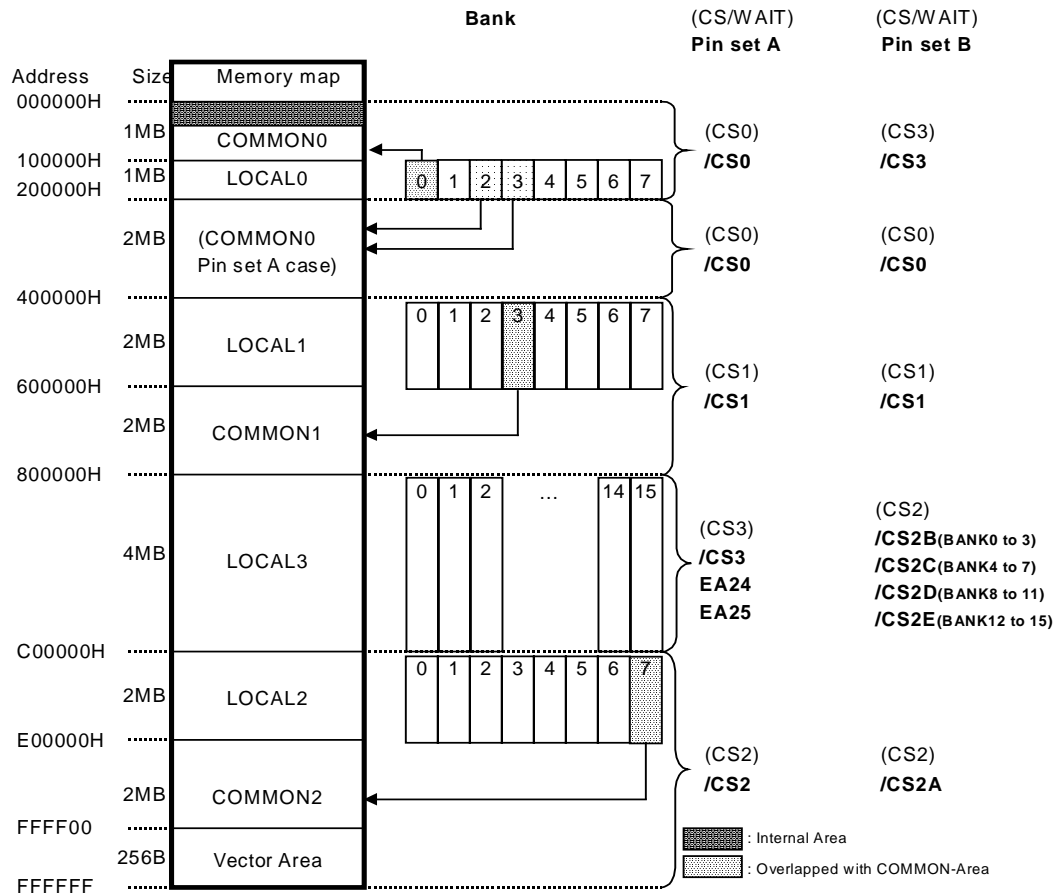 Bank
(CS/WAIT) (CS/WAIT)
Pin set A Pin set B
Address Size Memory map
000000H
1MB COMMON0 (CS0) (CS3)
/CS0 /CS3
100000H
1MB LOCAL0 0 1 2 3 4 5 6 7
200000H
2MB (COMMON0 (CS0) (CS0)
Pin set A case) /CS0 /CS0
400000H
0 1 2 3 4 5 6 7
2MB LOCAL1
(CS1) (CS1)
600000H
/CS1 /CS1
2MB COMMON1
800000H
0 1 2 ... 14 15
(CS3) (CS2)
/CS3 /CS2B(BANK0 to 3)
4MB LOCAL3
EA24 /CS2C(BANK4 to 7)
EA25 /CS2D(BANK8 to 11)
/CS2E(BANK12 to 15)
C00000H
0 1 2 3 4 5 6 7
2MB LOCAL2
E00000H
(CS2) (CS2)
/CS2 /CS2A
2MB COMMON2
FFFF00
: Internal Area
256B Vector Area
: Overlapped with COMMON-Area
FFFFFF